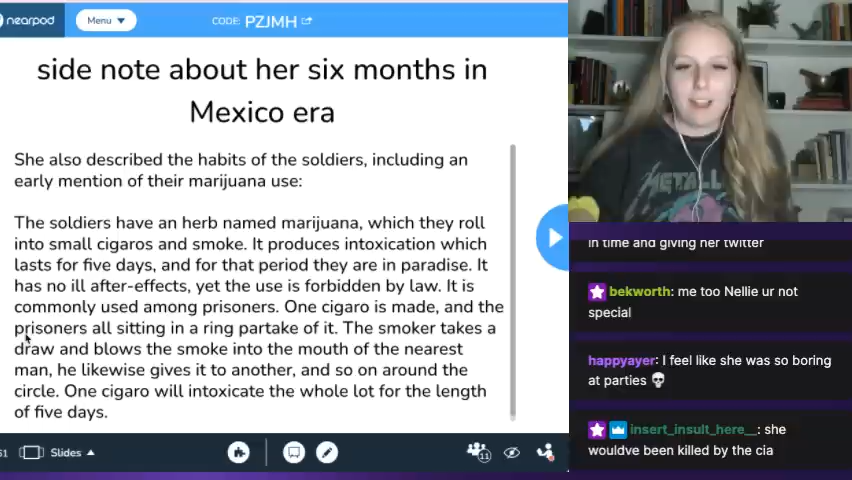 nearpod
Menu
CODE: PZJMH
side note about her six months in
Mexico era
She also described the habits of the soldiers, including an
early mention of their marijuana use:
The soldiers have an herb named marijuana, which they roll
into small cigaros and smoke. It produces intoxication which
lasts for five days, and for that period they are in paradise. It
has no ill after-effects, yet the use is forbidden by law. It is
commonly used among prisoners. One cigaro is made, and the
prisoners all sitting in a ring partake of it. The smoker takes a
draw and blows the smoke into the mouth of the nearest
man, he likewise gives it to another, and so on around the
circle. One cigaro will intoxicate the whole lot for the length
of five days.
Slides
11
METALLICA
in time and giving her twitter
bekworth: me too Nellie ur not
special
happyayer: I feel like she was so boring
at parties 💀
insert_insult_here__: she
wouldve been killed by the cia